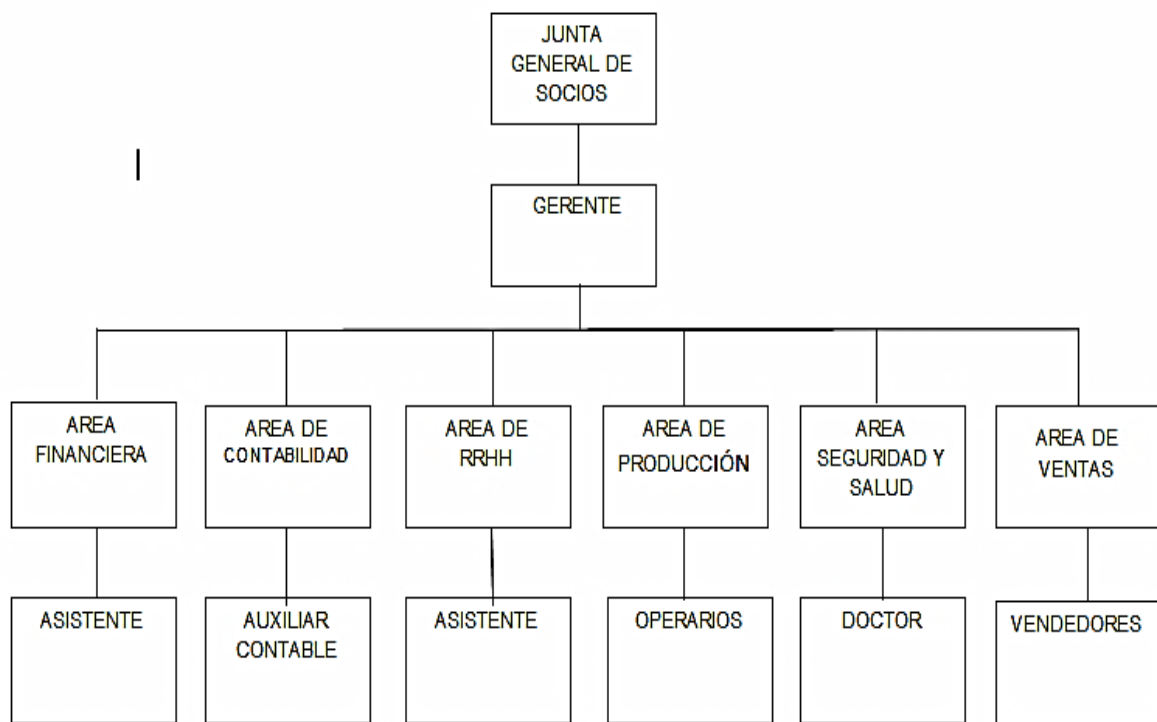 JUNTA
GENERAL DE
SOCIOS
GERENTE
AREA
FINANCIERA
AREA DE
CONTABILIDAD
AREA DE
RRHH
AREA DE
PRODUCCIÓN
AREA
SEGURIDAD Y
SALUD
AREA DE
VENTAS
ASISTENTE
AUXILIAR
CONTABLE
ASISTENTE
OPERARIOS
DOCTOR
VENDEDORES